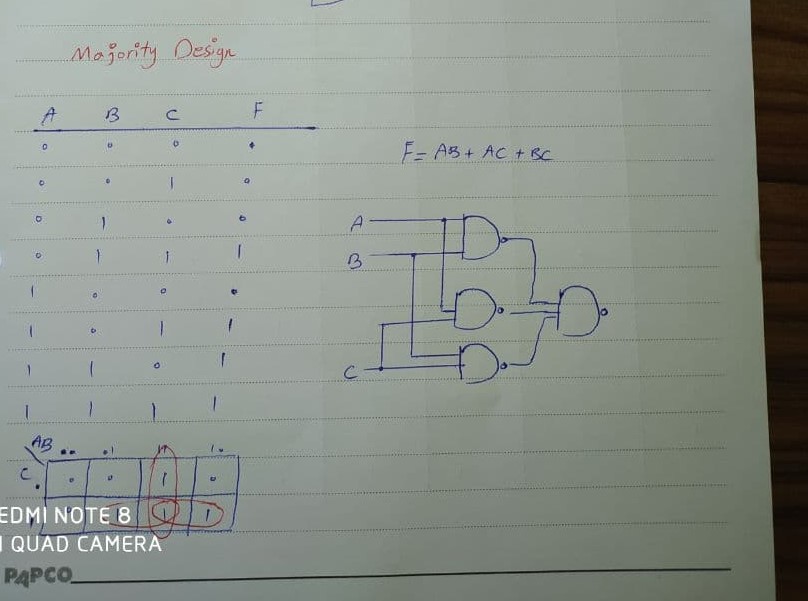 Majority Design
A B C F
0 0 0 0
0 0 1 0
0 1 0 0
0 1 1 1
1 0 0 0
1 0 1 1
1 1 0 1
1 1 1 1
F= AB + AC + BC
A
B
C
AB 00 01 11 10
C 0 0 0 1 0
1 1 1
EDMI NOTE 8
QUAD CAMERA
PAPCO